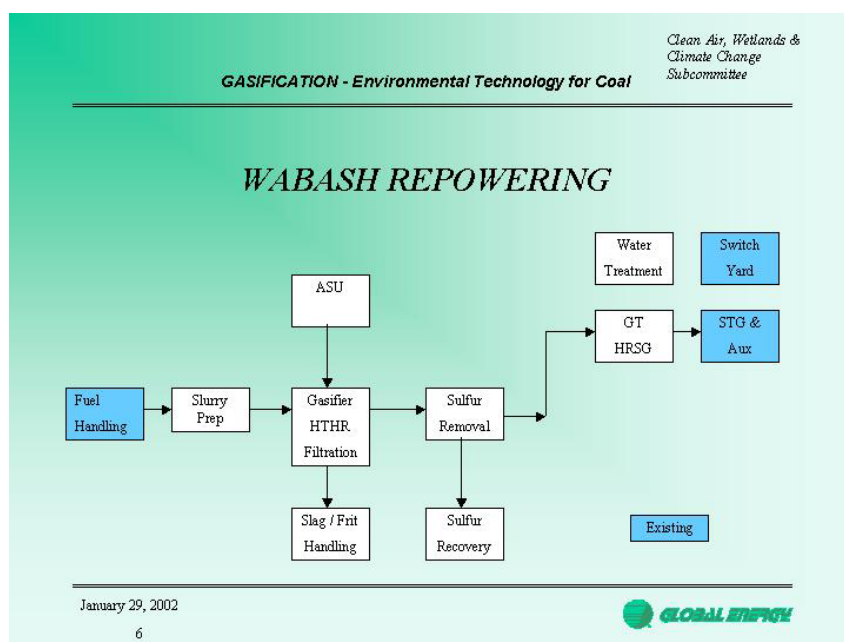 Clean Air, Wetlands &
Climate Change
Subcommittee
GASIFICATION - Environmental Technology for Coal
WABASH REPOWERING
Water
Treatment
Switch
Yard
ASU
GT
HRSG
STG &
Aux
Fuel
Handling
Slurry
Prep
Gasifier
HTHR
Filtration
Sulfur
Removal
Slag / Frit
Handling
Sulfur
Recovery
Existing
January 29, 2002
6
GLOBAL ENERGY